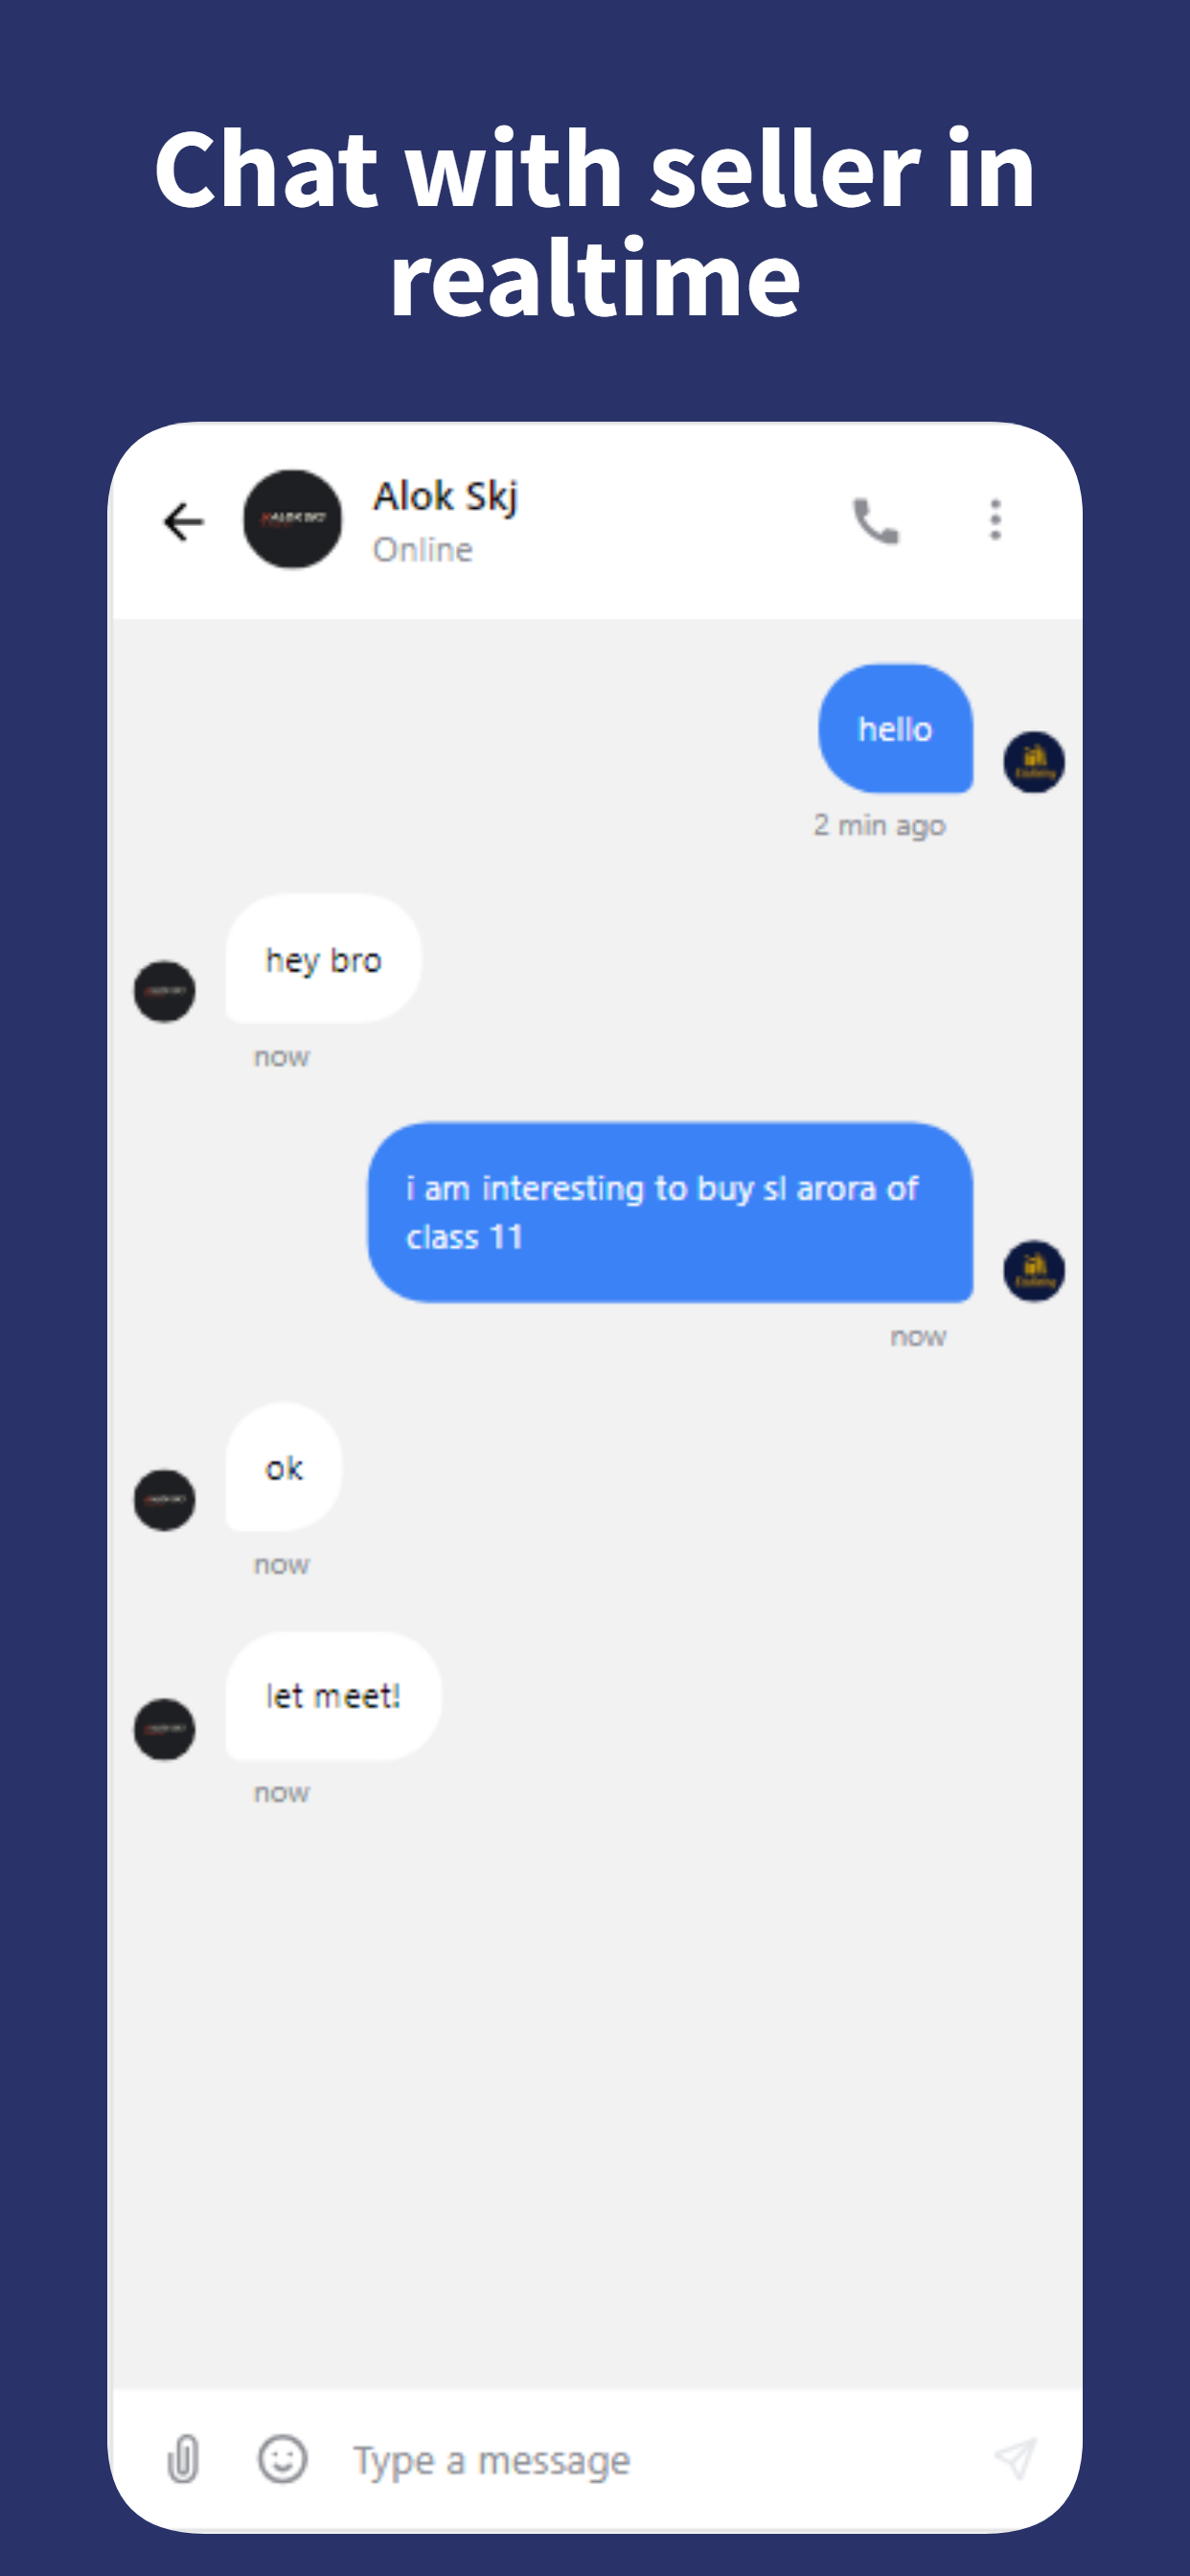 Chat with seller in
realtime
Alok Skj
Online
hello
2 min ago
hey bro
now
i am interesting to buy sl arora of
class 11
now
ok
now
let meet!
now
Type a message